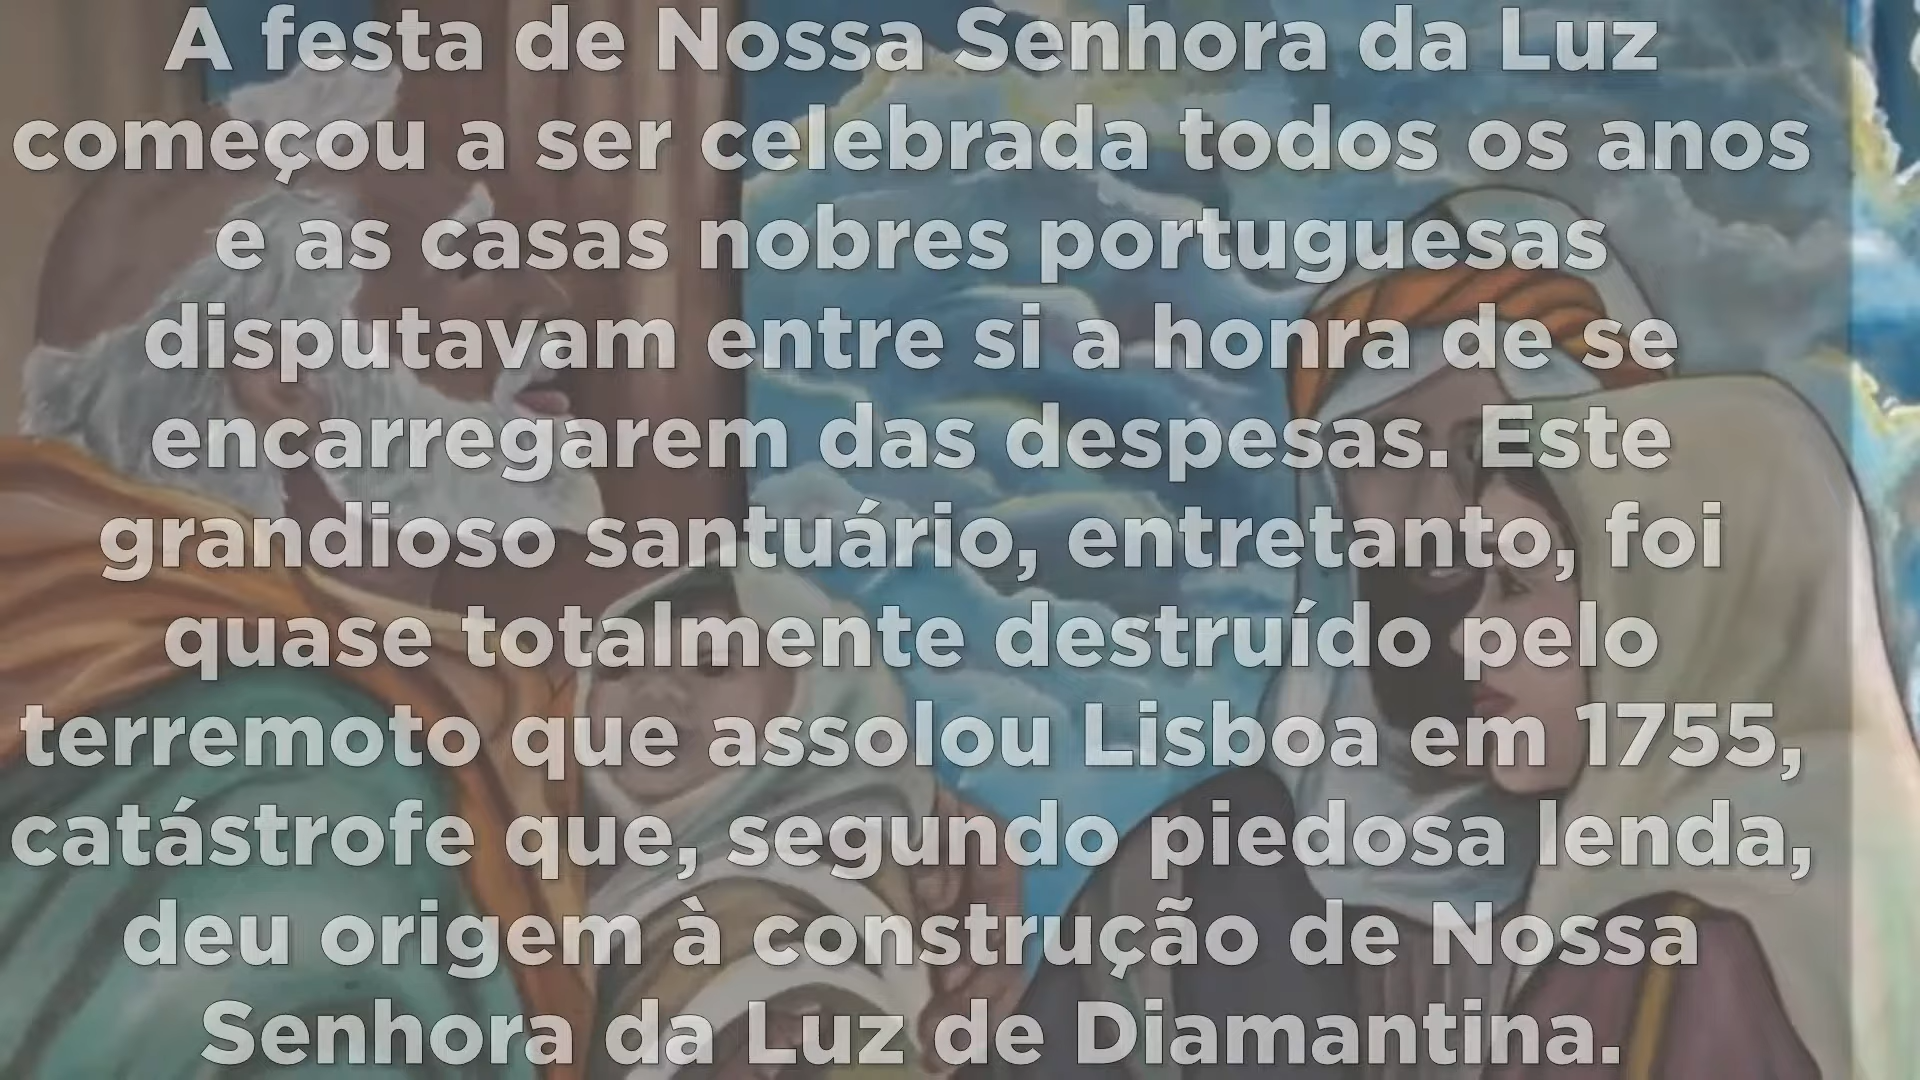 A festa de Nossa Senhora da Luz
começou a ser celebrada todos os anos
e as casas nobres portuguesas
disputavam entre si a honra de se
encarregarem das despesas. Este
grandioso santuário, entretanto, foi
quase totalmente destruído pelo
terremoto que assolou Lisboa em 1755,
catástrofe que, segundo piedosa lenda,
deu origem à construção de Nossa
Senhora da Luz de Diamantina.